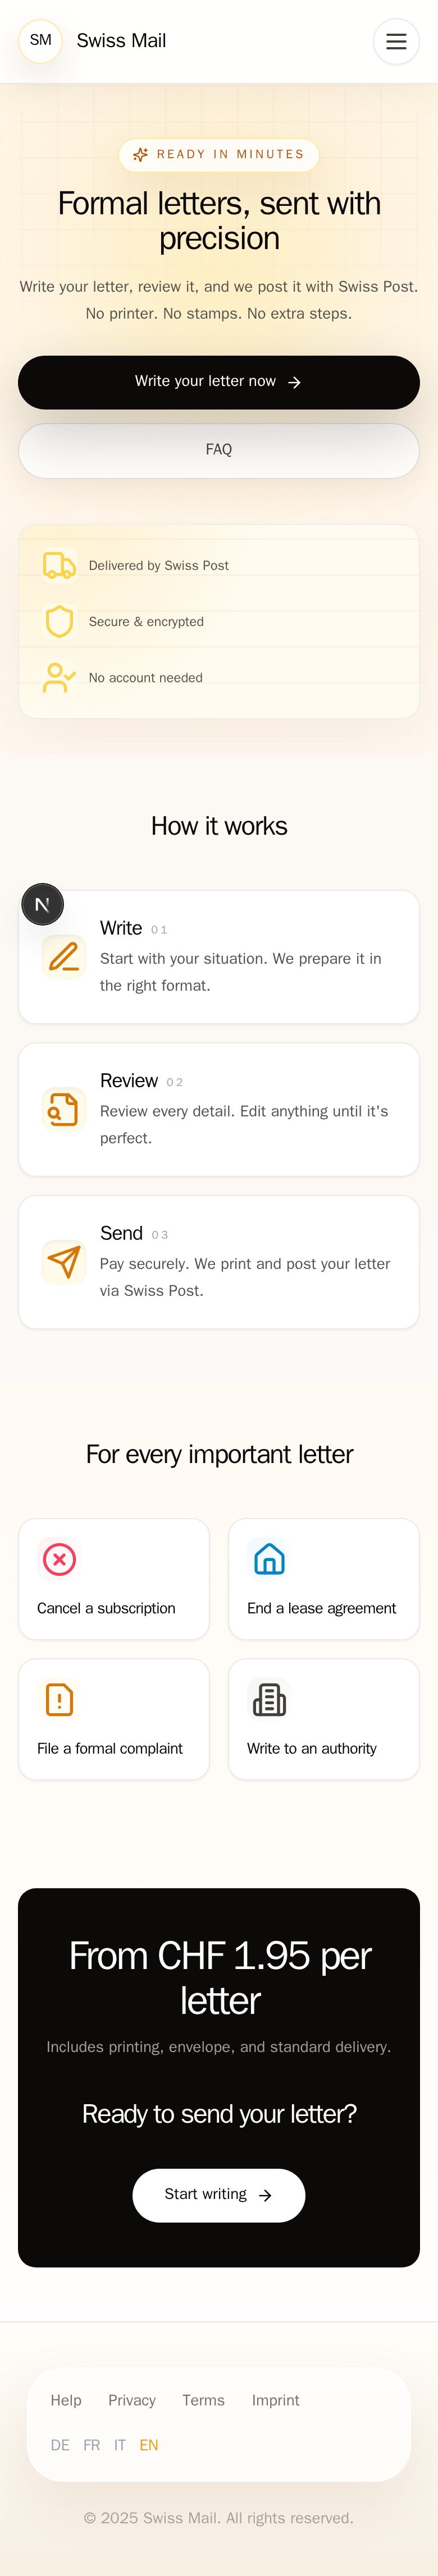 SM Swiss Mail
READY IN MINUTES
Formal letters, sent with
precision
Write your letter, review it, and we post it with Swiss Post.
No printer. No stamps. No extra steps.
Write your letter now
FAQ
Delivered by Swiss Post
Secure & encrypted
No account needed
How it works
N
Write 01
Start with your situation. We prepare it in
the right format.
Review 02
Review every detail. Edit anything until it's
perfect.
Send 03
Pay securely. We print and post your letter
via Swiss Post.
For every important letter
Cancel a subscription
End a lease agreement
File a formal complaint
Write to an authority
From CHF 1.95 per
letter
Includes printing, envelope, and standard delivery.
Ready to send your letter?
Start writing
Help Privacy Terms Imprint
DE FR IT EN
© 2025 Swiss Mail. All rights reserved.